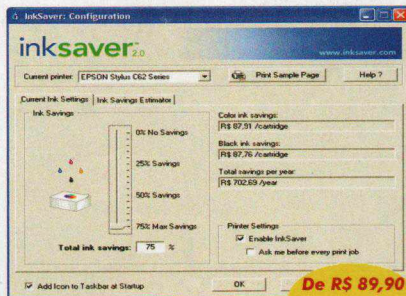 InkSaver: Configuration
inksaver 2.0
www.inksaver.com
Current printer: EPSON Stylus C62 Series
Print Sample Page
Help ?
Current Ink Settings
Ink Savings Estimator
Ink Savings
0% No Savings
25% Savings
50% Savings
75% Max Savings
Total ink savings: 75 %
Color ink savings:
R$ 87,91 /cartridge
Black ink savings:
R$ 87,76 /cartridge
Total savings per year:
R$ 702,69 /year
Printer Settings
Enable InkSaver
Ask me before every print job
Add Icon to Taskbar at Startup
OK
De R$ 89,90